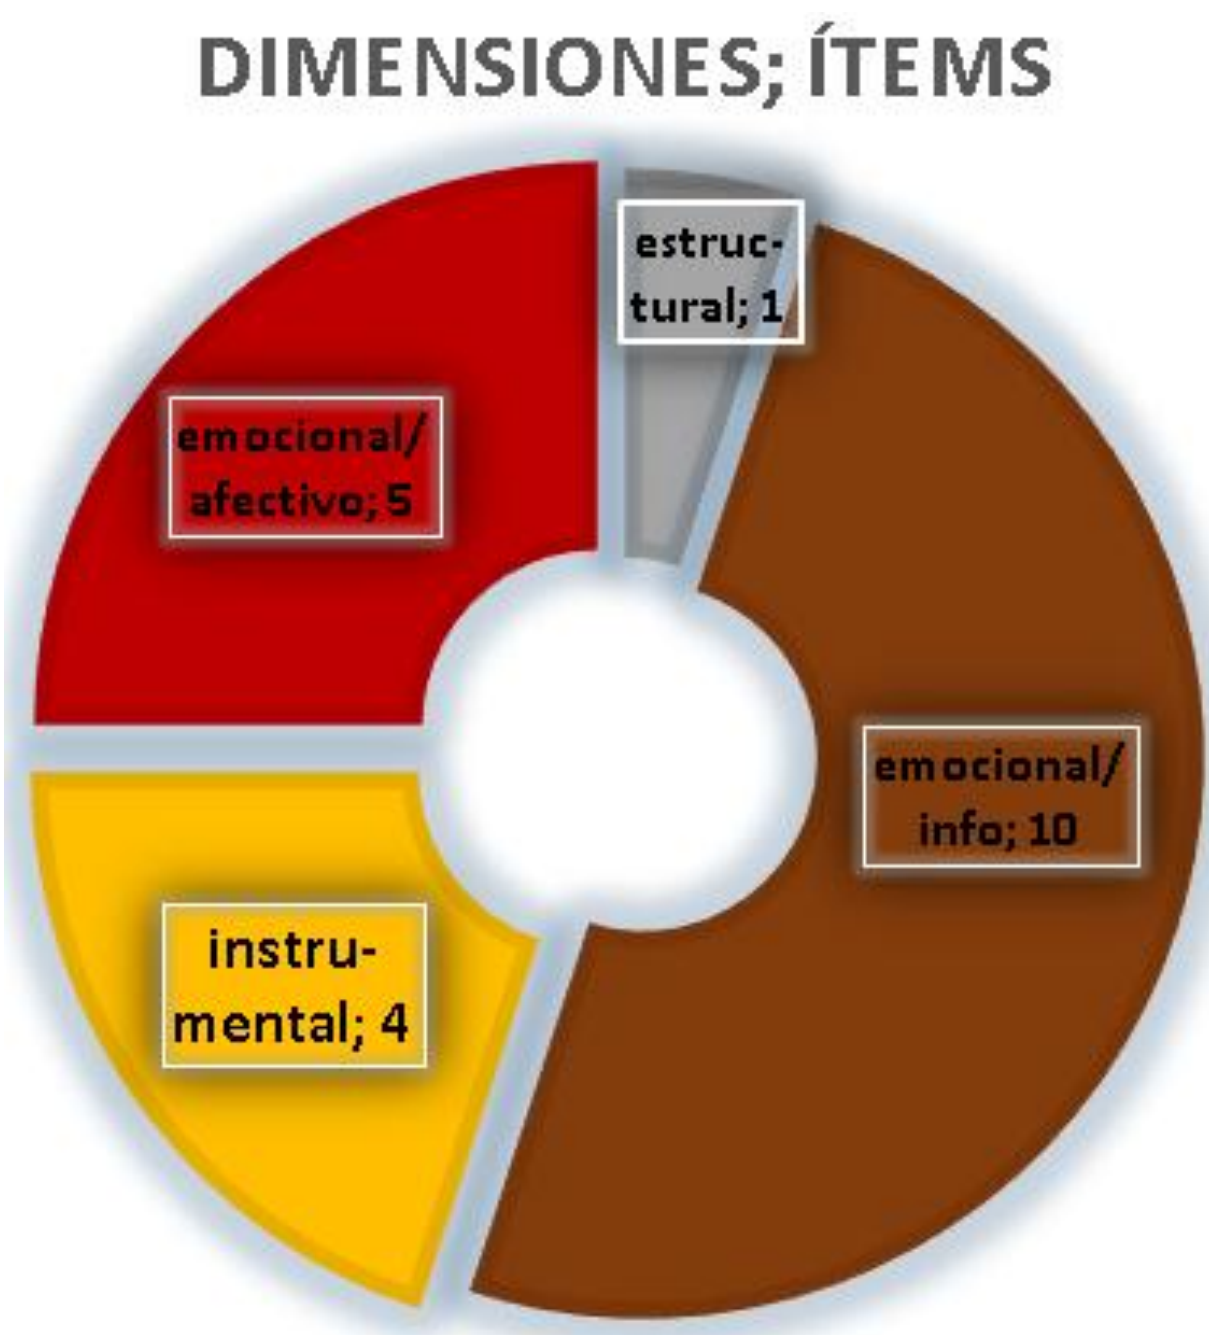 DIMENSIONES; ÍTEMS
estruc-
tural; 1
emocional/
afectivo; 5
emocional/
info; 10
instru-
mental; 4